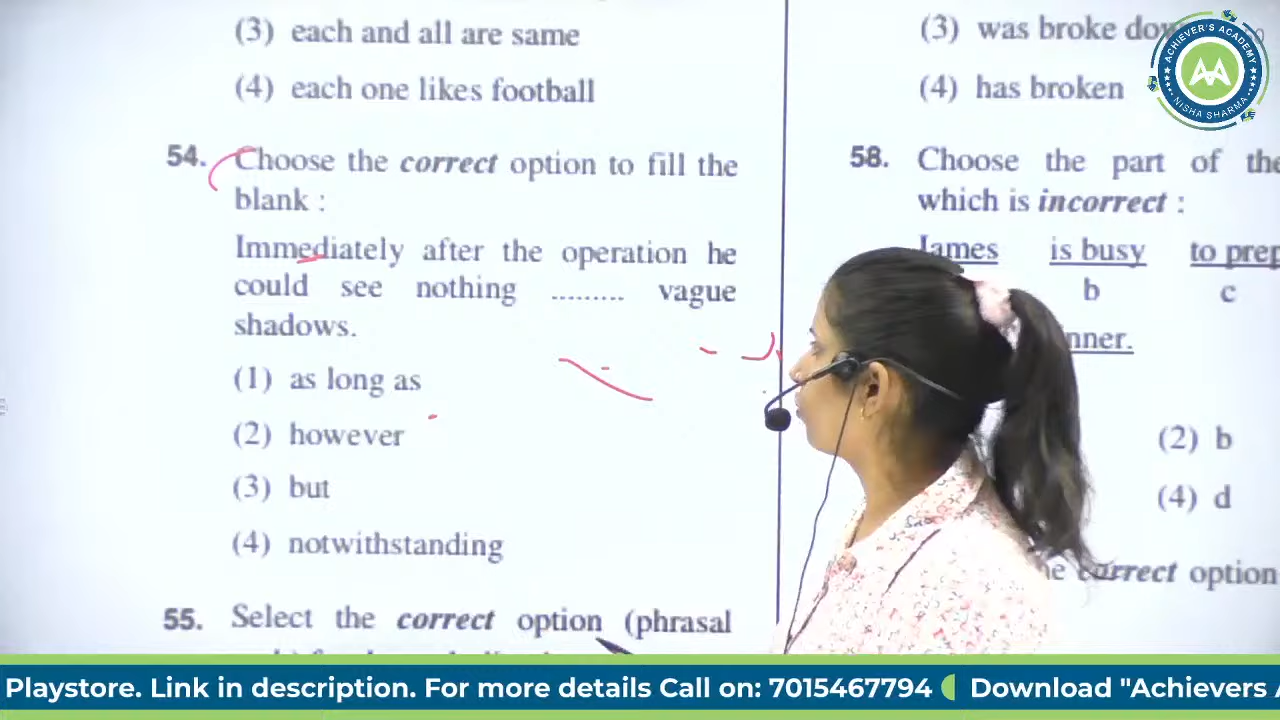 (3) each and all are same
(4) each one likes football
54. Choose the correct option to fill the
blank :
Immediately after the operation he
could see nothing ......... vague
shadows.
(1) as long as
(2) however
(3) but
(4) notwithstanding
55. Select the correct option (phrasal
(3) was broke
(4) has broken
58. Choose the part of the
which is incorrect :
James is busy to prep
b c
nner.
(2) b
(4) d
correct option
ACHIEVER'S ACADEMY
NISHA SHARMA
Playstore. Link in description. For more details Call on: 7015467794 Download "Achievers A